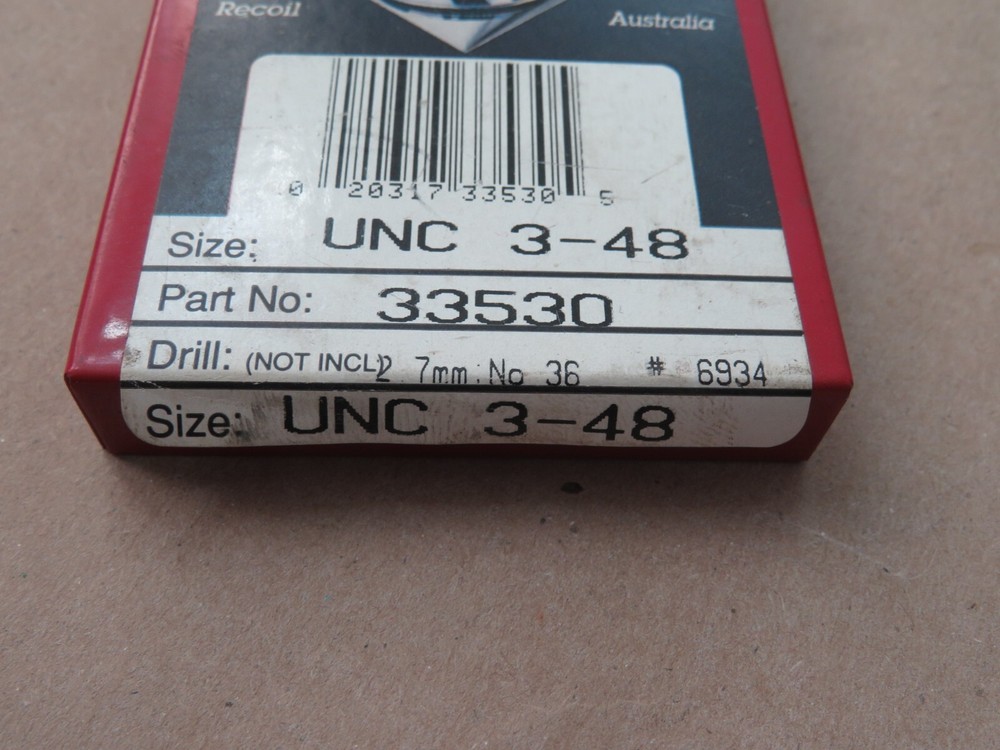 Recoil Australia
0 20317 33530 5
Size: UNC 3-48
Part No: 33530
Drill: (NOT INCL) 2 7mm No 36 # 6934
Size: UNC 3-48